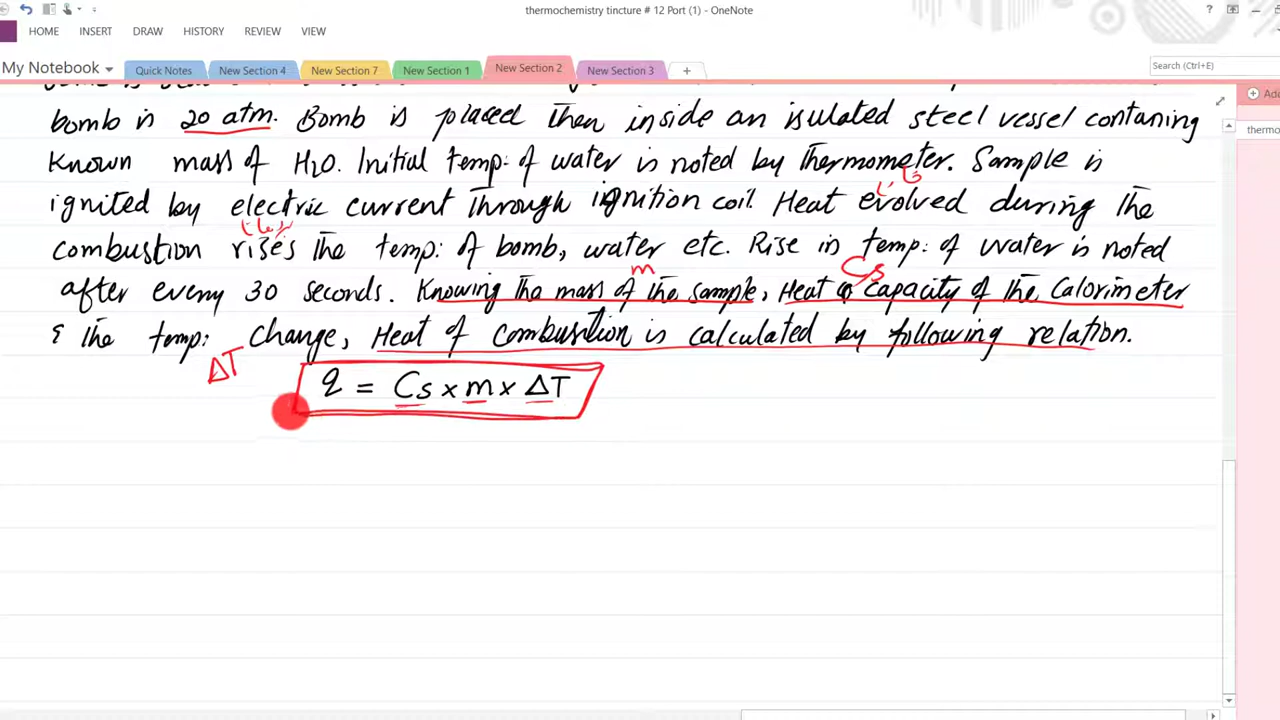 thermochemistry tincture # 12 Port (1) - OneNote
HOME INSERT DRAW HISTORY REVIEW VIEW
My Notebook Quick Notes New Section 4 New Section 7 New Section 1 New Section 2 New Section 3 +
Search (Ctrl+E)
Add
thermo
bomb is 20 atm. Bomb is placed then inside an isulated steel vessel contaning
Known mass of H2O. Initial temp: of water is noted by thermometer. Sample is
ignited by electric current through ignition coil. Heat evolved during the
combustion rises the temp: of bomb, water etc. Rise in temp: of water is noted
m Cs
after every 30 seconds. Knowing the mass of the sample, Heat capacity of the Calorimeter
& the temp: Change, Heat of combustion is calculated by following relation.
ΔT
q = Cs × m × ΔT